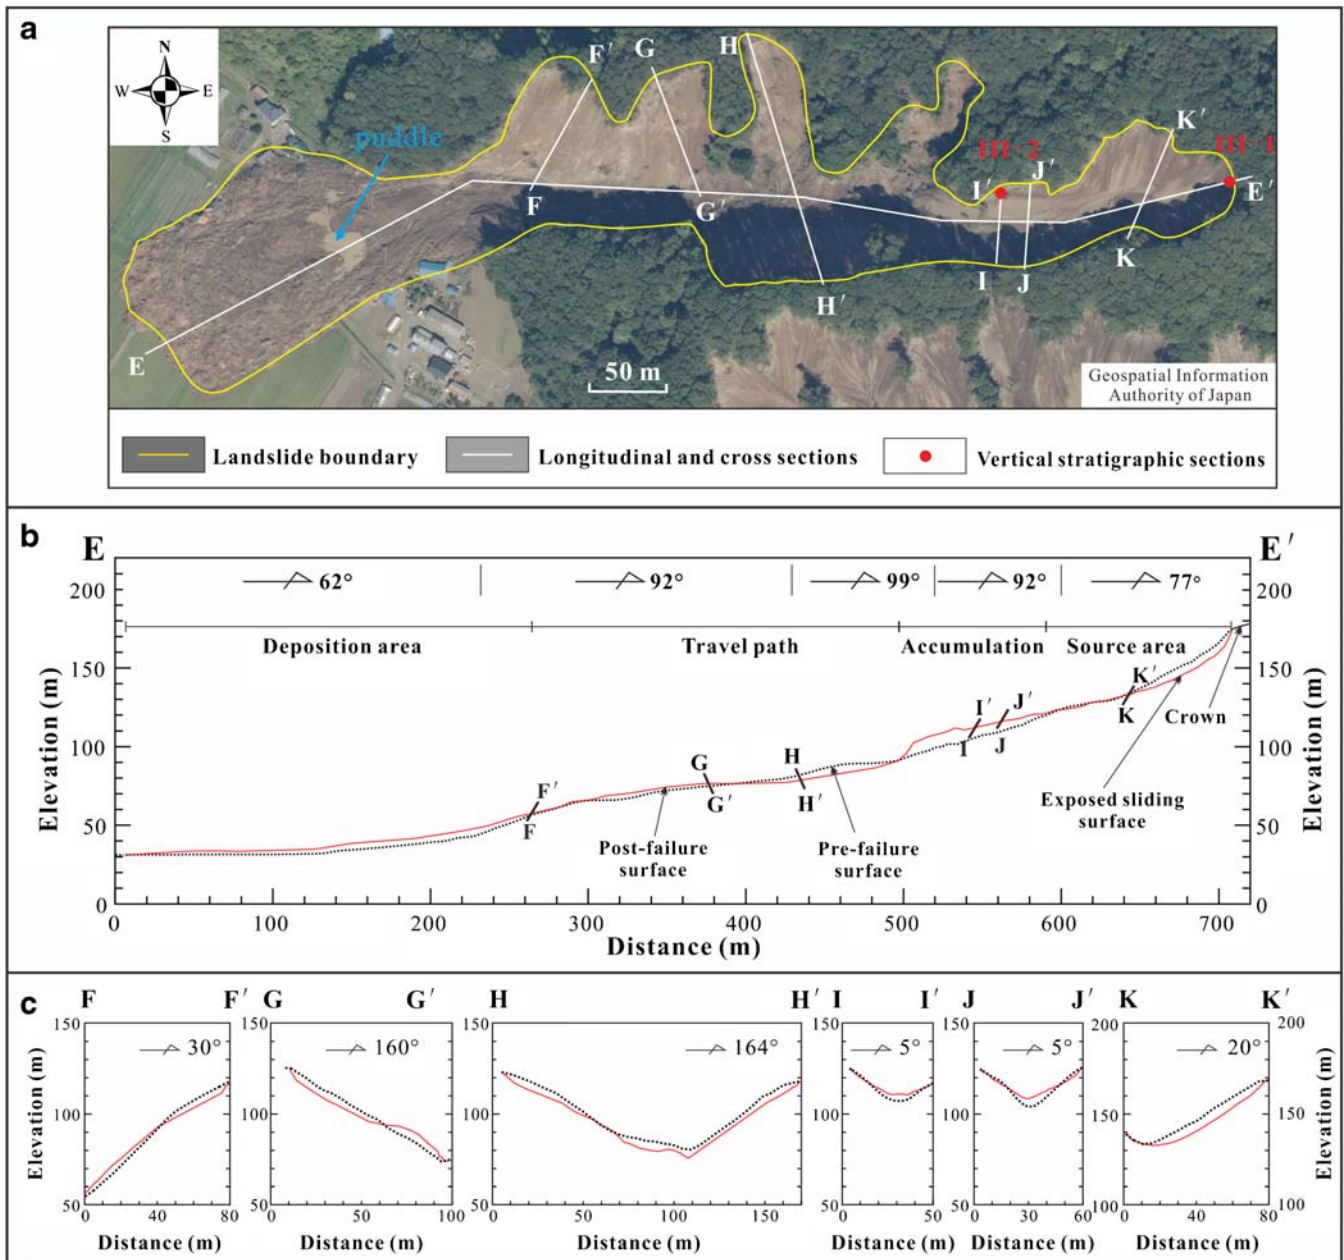 a
N
W E
S
puddle
F′
G
H
K′
III-2
III-1
I′
J′
E′
F
G′
I
J
K
H′
E
50 m
Geospatial Information
Authority of Japan
Landslide boundary
Longitudinal and cross sections
Vertical stratigraphic sections
b
E
E′
62°
92°
99°
92°
77°
Deposition area
Travel path
Accumulation
Source area
Elevation (m)
200
150
100
50
0
Elevation (m)
200
150
100
50
0
F′
F
G
G′
H
H′
I′
I
J′
J
K′
K
Crown
Post-failure
surface
Pre-failure
surface
Exposed sliding
surface
0 100 200 300 400 500 600 700
Distance (m)
c
F F′
30°
Elevation (m)
150
100
50
0 40 80
Distance (m)
G G′
160°
150
100
50
0 20 40 60 80 100
Distance (m)
H H′
164°
150
100
50
0 50 100 150
Distance (m)
I I′
5°
150
100
50
0 50
Distance (m)
J J′
5°
150
100
50
0 30 60
Distance (m)
K K′
20°
200
150
100
200
150
100
Elevation (m)
0 40 80
Distance (m)